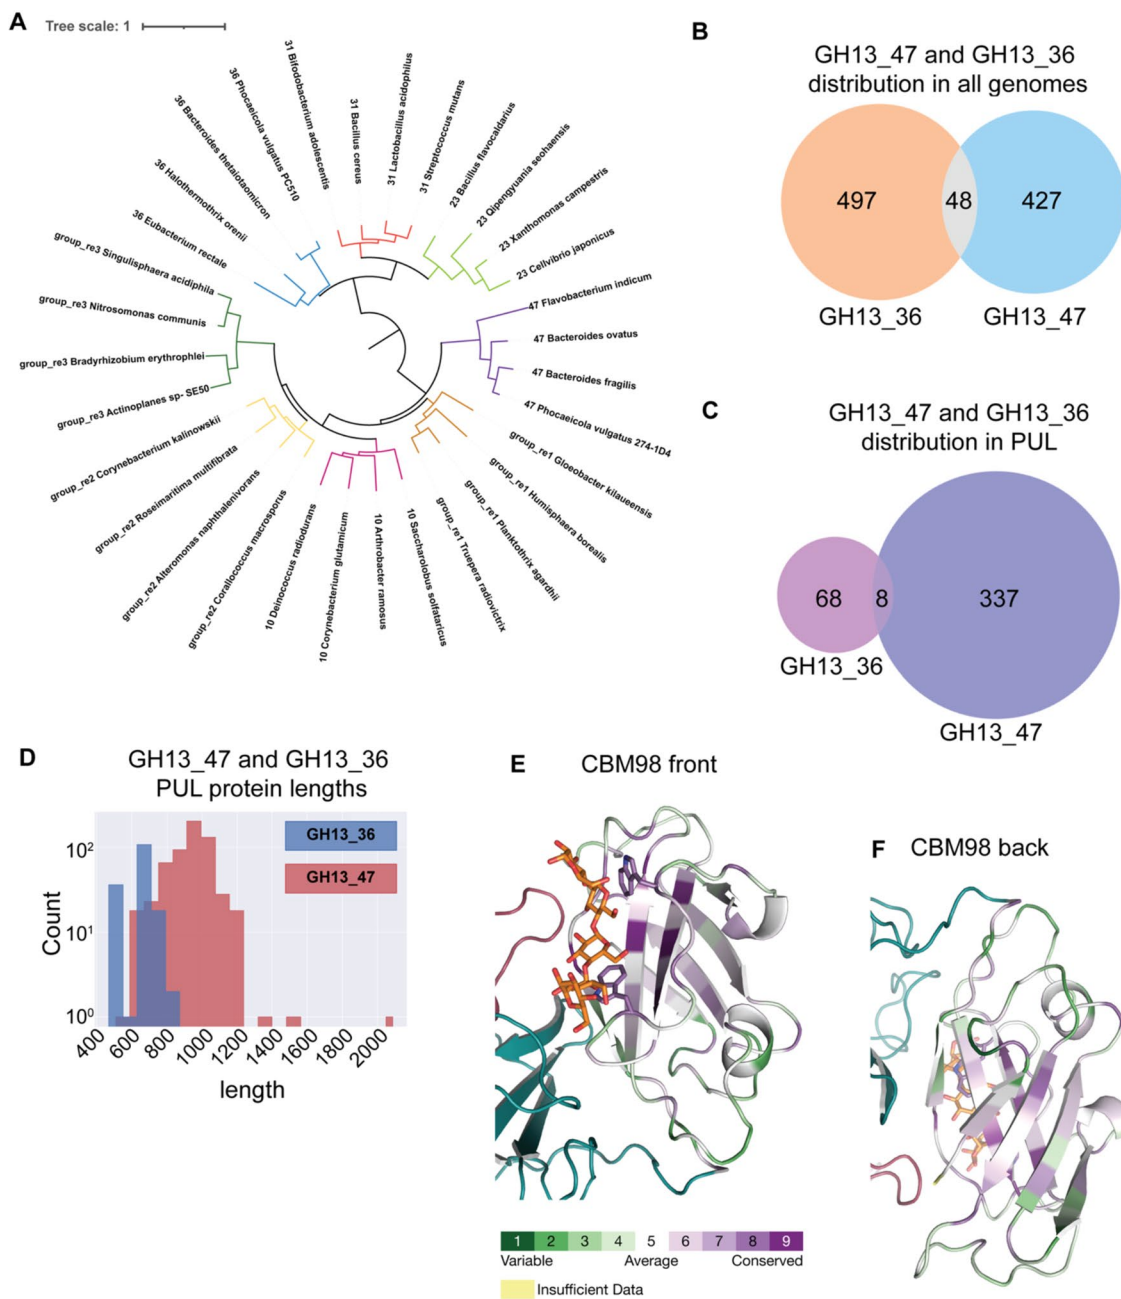 A
Tree scale: 1
36 Eubacterium rectale
36 Halothermothrix orenii
36 Bacteroides thetaiotaomicron
36 Phocaeicola vulgatus PC510
31 Bifodobacterium adolescentis
31 Bacillus cereus
31 Lactobacillus acidophilus
31 Streptococcus mutans
23 Bacillus flavocaldarius
23 Qipengyuania seohaensis
23 Xanthomonas campestris
23 Cellvibrio japonicus
47 Flavobacterium indicum
47 Bacteroides ovatus
47 Bacteroides fragilis
47 Phocaeicola vulgatus 274-1D4
group_re1 Gloeobacter kilaueensis
group_re1 Humisphaera borealis
group_re1 Planktothrix agardhii
group_re1 Truepera radiovictrix
10 Saccharolobus solfataricus
10 Arthrobacter ramosus
10 Corynebacterium glutamicum
10 Deinococcus radiodurans
group_re2 Corallococcus macrosporus
group_re2 Alteromonas naphthalenivorans
group_re2 Roseimaritima multifibrata
group_re2 Corynebacterium kalinowskii
group_re3 Actinoplanes sp- SE50
group_re3 Bradyrhizobium erythrophlei
group_re3 Nitrosomonas communis
group_re3 Singulisphaera acidiphila
B
GH13_47 and GH13_36
distribution in all genomes
497 48 427
GH13_36 GH13_47
C
GH13_47 and GH13_36
distribution in PUL
68 8 337
GH13_36
GH13_47
D
GH13_47 and GH13_36
PUL protein lengths
GH13_36
GH13_47
10²
10¹
10⁰
Count
400 600 800 1000 1200 1400 1600 1800 2000
length
E CBM98 front
F CBM98 back
1 2 3 4 5 6 7 8 9
Variable Average Conserved
Insufficient Data